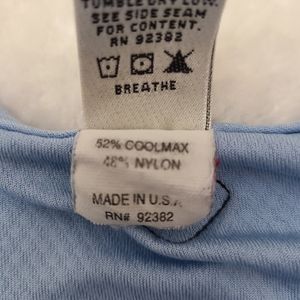 TUMBLE DRY LOW.
SEE SIDE SEAM
FOR CONTENT.
RN 92382
BREATHE
52% COOLMAX
48% NYLON
MADE IN U.S.A
RN# 92382